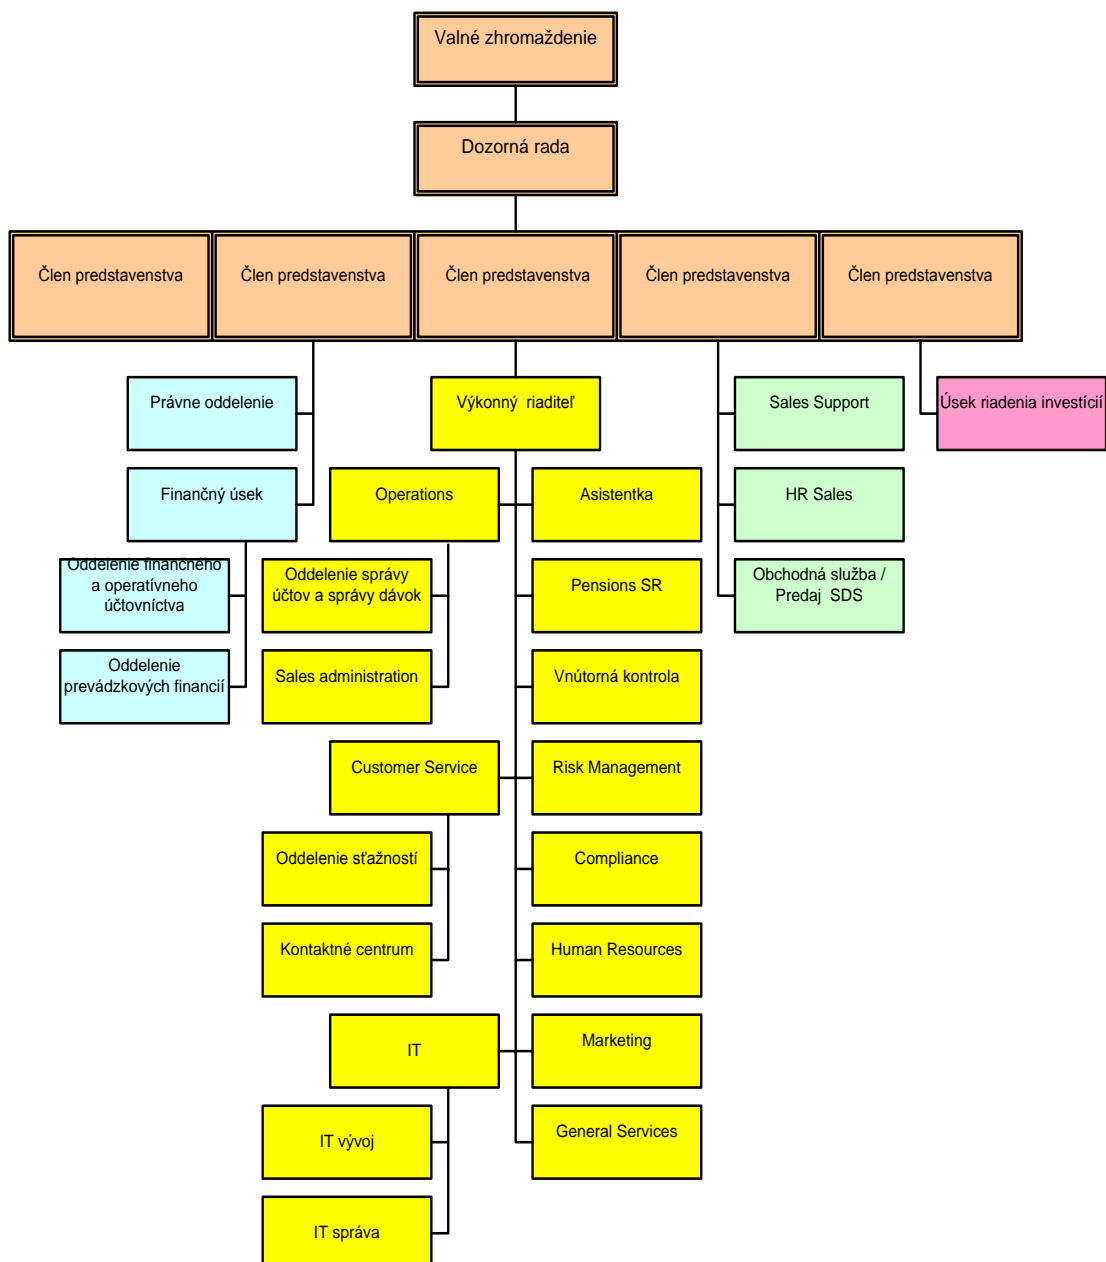 Valné zhromaždenie
Dozorná rada
Člen predstavenstva
Člen predstavenstva
Člen predstavenstva
Člen predstavenstva
Člen predstavenstva
Právne oddelenie
Výkonný riaditeľ
Sales Support
Úsek riadenia investícií
Finančný úsek
Operations
Asistentka
HR Sales
Oddelenie finančného
a operatívneho
účtovníctva
Oddelenie správy
účtov a správy dávok
Pensions SR
Obchodná služba /
Predaj SDS
Oddelenie
prevádzkových financií
Sales administration
Vnútorná kontrola
Customer Service
Risk Management
Oddelenie sťažností
Compliance
Kontaktné centrum
Human Resources
IT
Marketing
IT vývoj
General Services
IT správa